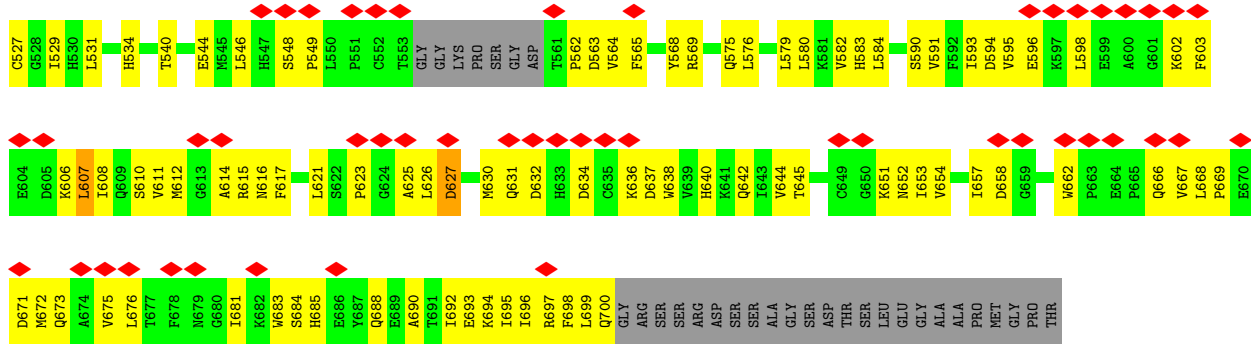 C527 G528 I529 H530 L531 H534 T540 E544 M545 L546 H547 S548 P549 L550 P551 C552 T553 GLY GLY LYS PRO SER GLY ASP T561 P562 D563 V564 F565 Y568 R569 Q575 L576 L579 L580 K581 V582 H583 L584 S590 V591 F592 I593 D594 V595 E596 K597 L598 E599 A600 G601 K602 F603
E604 D605 K606 L607 I608 Q609 S610 V611 M612 G613 A614 R615 N616 F617 L621 S622 P623 G624 A625 L626 D627 M630 Q631 D632 H633 D634 C635 K636 D637 W638 V639 H640 K641 Q642 I643 V644 T645 C649 G650 K651 N652 I653 V654 I657 D658 G659 W662 P663 E664 P665 Q666 V667 L668 P669 E670
D671 M672 Q673 A674 V675 L676 T677 F678 N679 G680 I681 K682 W683 S684 H685 E686 Y687 Q688 E689 A690 T691 I692 E693 K694 I695 I696 R697 F698 L699 Q700 GLY ARG SER SER ARG ASP SER SER ALA GLY SER ASP THR SER LEU GLU GLY ALA ALA PRO MET GLY PRO THR